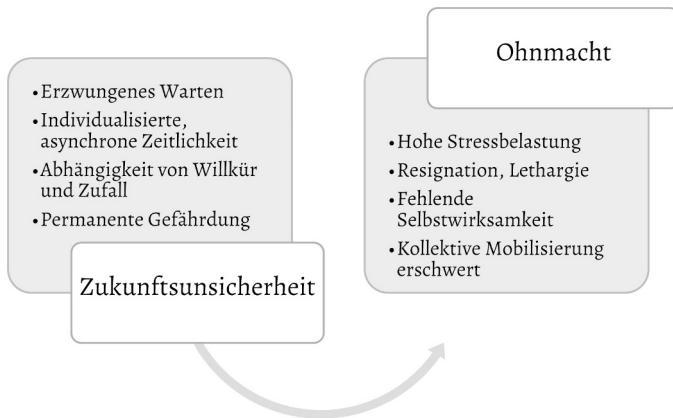 • Erzwungenes Warten
• Individualisierte,
asynchrone Zeitlichkeit
• Abhängigkeit von Willkür
und Zufall
• Permanente Gefährdung
Zukunftsunsicherheit
Ohnmacht
• Hohe Stressbelastung
• Resignation, Lethargie
• Fehlende
Selbstwirksamkeit
• Kollektive Mobilisierung
erschwert